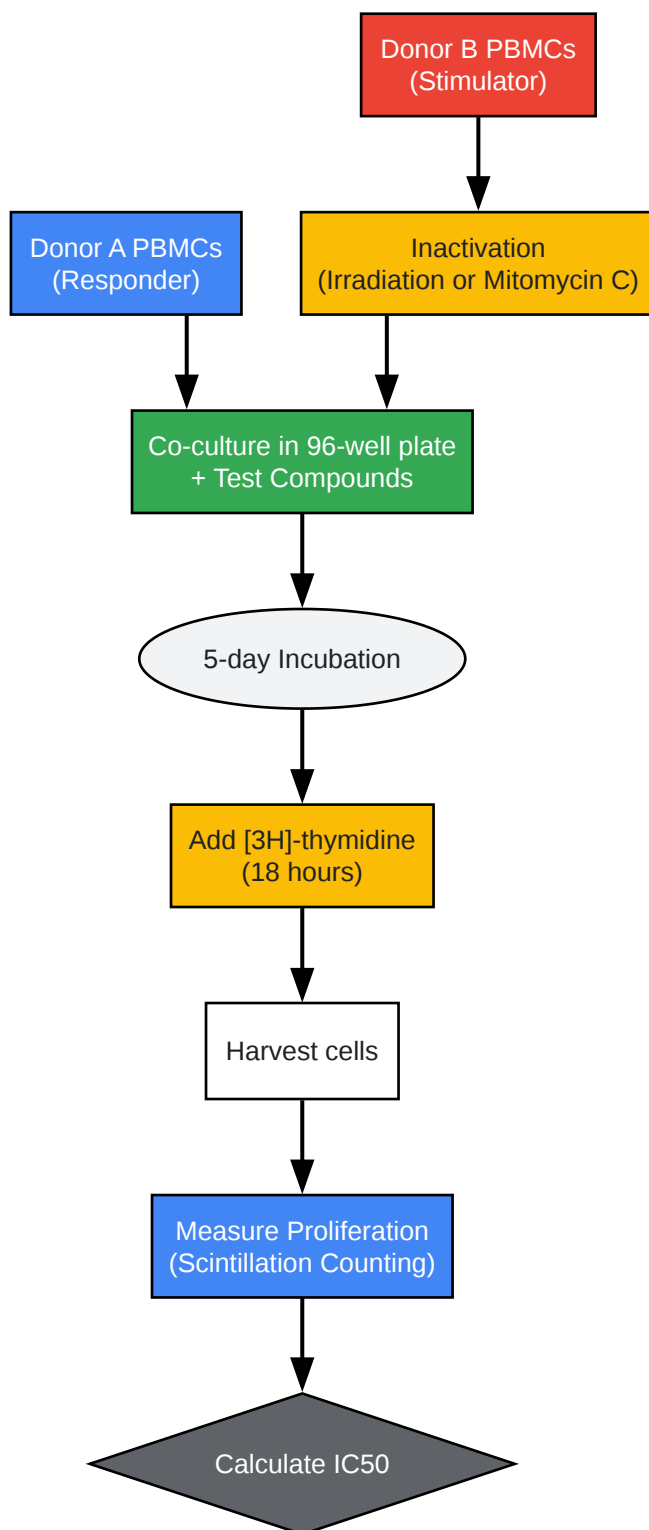 Donor B PBMCs
(Stimulator)
Donor A PBMCs
(Responder)
Inactivation
(Irradiation or Mitomycin C)
Co-culture in 96-well plate
+ Test Compounds
5-day Incubation
Add [3H]-thymidine
(18 hours)
Harvest cells
Measure Proliferation
(Scintillation Counting)
Calculate IC50